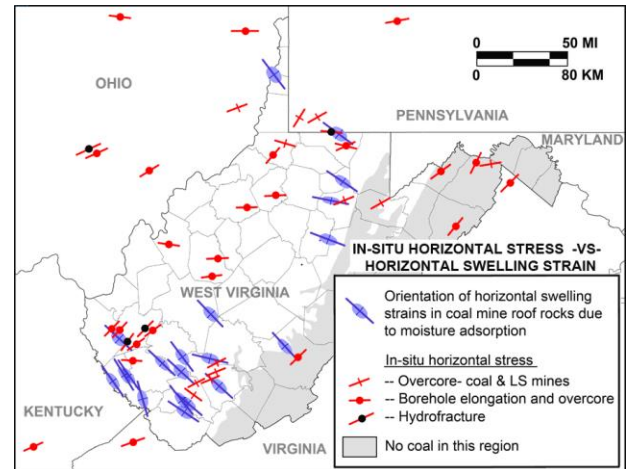 0 50 MI
0 80 KM
OHIO
PENNSYLVANIA
MARYLAND
IN-SITU HORIZONTAL STRESS -VS-
HORIZONTAL SWELLING STRAIN
WEST VIRGINIA
Orientation of horizontal swelling
strains in coal mine roof rocks due
to moisture adsorption
In-situ horizontal stress
-- Overcore- coal & LS mines
-- Borehole elongation and overcore
-- Hydrofracture
No coal in this region
KENTUCKY
VIRGINIA